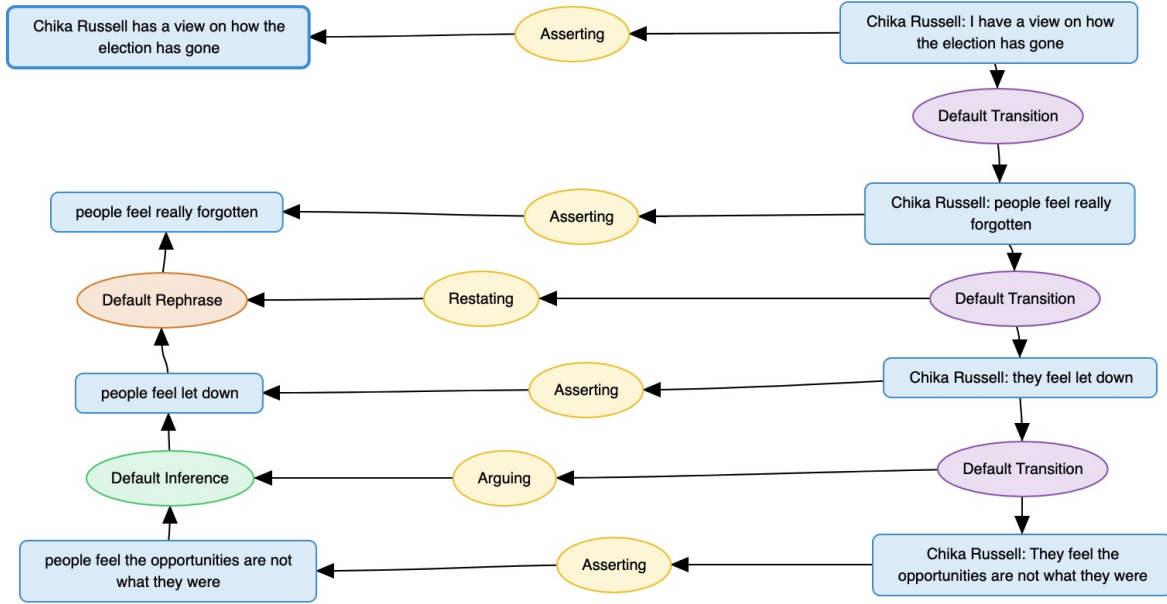 Chika Russell has a view on how the
election has gone
Asserting
Chika Russell: I have a view on how
the election has gone
Default Transition
people feel really forgotten
Asserting
Chika Russell: people feel really
forgotten
Default Rephrase
Restating
Default Transition
people feel let down
Asserting
Chika Russell: they feel let down
Default Inference
Arguing
Default Transition
people feel the opportunities are not
what they were
Asserting
Chika Russell: They feel the
opportunities are not what they were